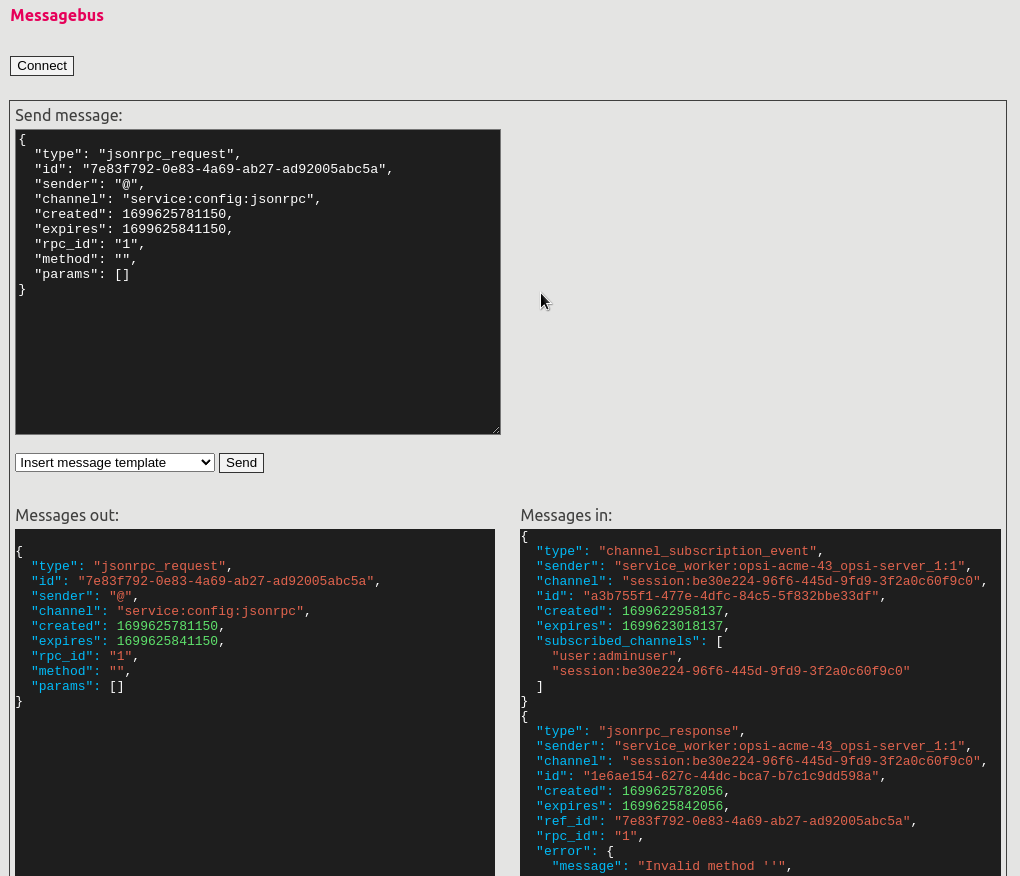 Messagebus
Connect
Send message:
{
  "type": "jsonrpc_request",
  "id": "7e83f792-0e83-4a69-ab27-ad92005abc5a",
  "sender": "@",
  "channel": "service:config:jsonrpc",
  "created": 1699625781150,
  "expires": 1699625841150,
  "rpc_id": "1",
  "method": "",
  "params": []
}
Insert message template
Send
Messages out:
{
  "type": "jsonrpc_request",
  "id": "7e83f792-0e83-4a69-ab27-ad92005abc5a",
  "sender": "@",
  "channel": "service:config:jsonrpc",
  "created": 1699625781150,
  "expires": 1699625841150,
  "rpc_id": "1",
  "method": "",
  "params": []
}
Messages in:
{
  "type": "channel_subscription_event",
  "sender": "service_worker:opsi-acme-43_opsi-server_1:1",
  "channel": "session:be30e224-96f6-445d-9fd9-3f2a0c60f9c0",
  "id": "a3b755f1-477e-4dfc-84c5-5f832bbe33df",
  "created": 1699622958137,
  "expires": 1699623018137,
  "subscribed_channels": [
    "user:adminuser",
    "session:be30e224-96f6-445d-9fd9-3f2a0c60f9c0"
  ]
}
{
  "type": "jsonrpc_response",
  "sender": "service_worker:opsi-acme-43_opsi-server_1:1",
  "channel": "session:be30e224-96f6-445d-9fd9-3f2a0c60f9c0",
  "id": "1e6ae154-627c-44dc-bca7-b7c1c9dd598a",
  "created": 1699625782056,
  "expires": 1699625842056,
  "ref_id": "7e83f792-0e83-4a69-ab27-ad92005abc5a",
  "rpc_id": "1",
  "error": {
    "message": "Invalid method ''",